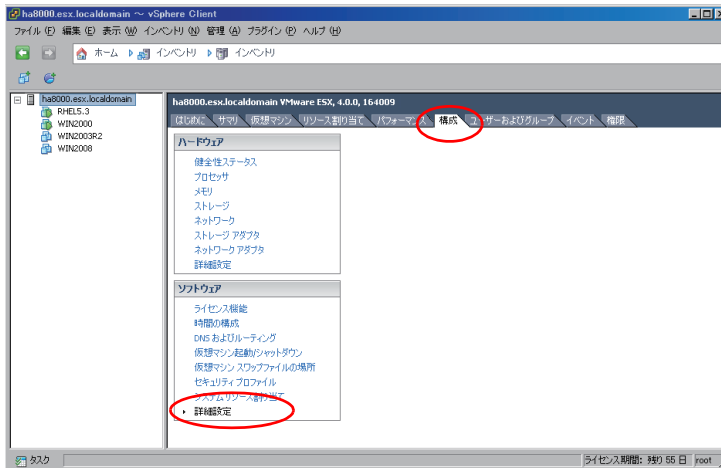 ha8000.esx.localdomain ～ vSphere Client
ファイル (F) 編集 (E) 表示 (W) インベントリ (N) 管理 (A) プラグイン (P) ヘルプ (H)
ホーム インベントリ インベントリ
ha8000.esx.localdomain
RHEL5.3
WIN2000
WIN2003R2
WIN2008
ha8000.esx.localdomain VMware ESX, 4.0.0, 164009
はじめに サマリ 仮想マシン リソース割り当て パフォーマンス 構成 ユーザーおよびグループ イベント 権限
ハードウェア
健全性ステータス
プロセッサ
メモリ
ストレージ
ネットワーク
ストレージ アダプタ
ネットワーク アダプタ
詳細設定
ソフトウェア
ライセンス機能
時間の構成
DNS およびルーティング
仮想マシン起動/シャットダウン
仮想マシン スワップファイルの場所
セキュリティ プロファイル
システム リソース割り当て
詳細設定
タスク ライセンス期間: 残り 55 日 root